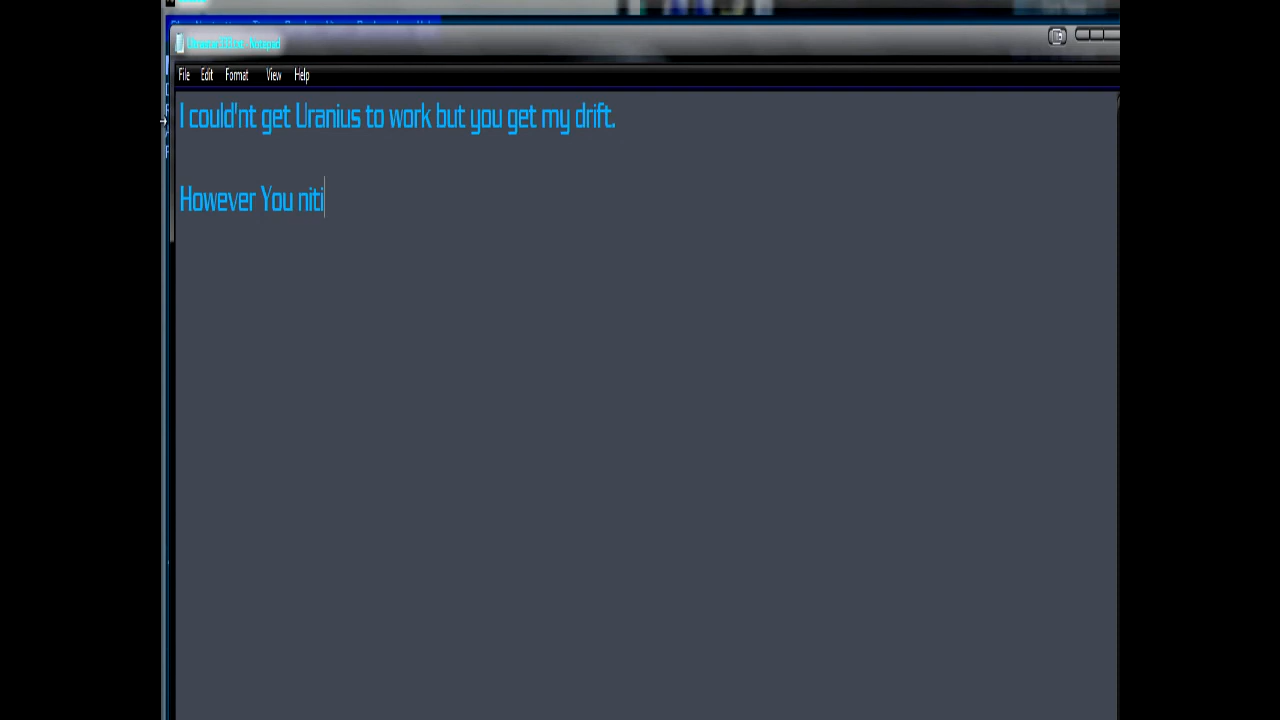 Notepad
File Edit Format View Help
I could'nt get Uranius to work but you get my drift.
However You niti